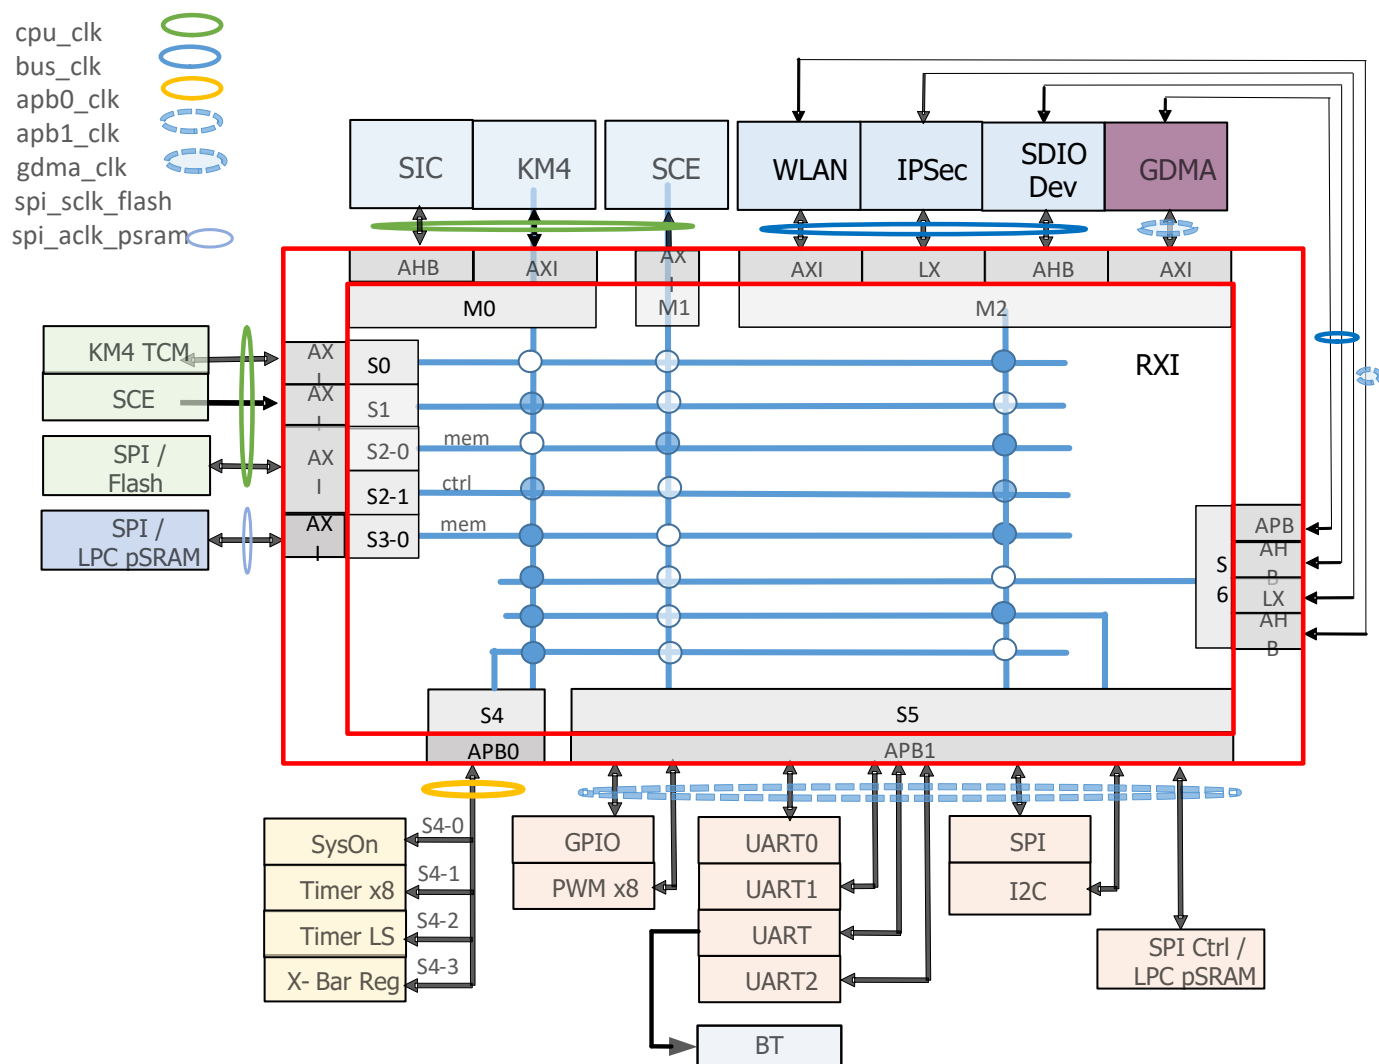 cpu_clk
bus_clk
apb0_clk
apb1_clk
gdma_clk
spi_sclk_flash
spi_aclk_psram
SIC
KM4
SCE
WLAN
IPSec
SDIO
Dev
GDMA
AHB
AXI
AX
I
AXI
LX
AHB
AXI
M0
M1
M2
RXI
KM4 TCM
SCE
SPI /
Flash
SPI /
LPC pSRAM
AX
I
AX
I
AX
I
AX
I
S0
S1
S2-0
S2-1
S3-0
mem
ctrl
mem
S
6
APB
AH
B
LX
AH
B
S4
APB0
S5
APB1
S4-0
S4-1
S4-2
S4-3
SysOn
Timer x8
Timer LS
X- Bar Reg
GPIO
PWM x8
UART0
UART1
UART
UART2
BT
SPI
I2C
SPI Ctrl /
LPC pSRAM